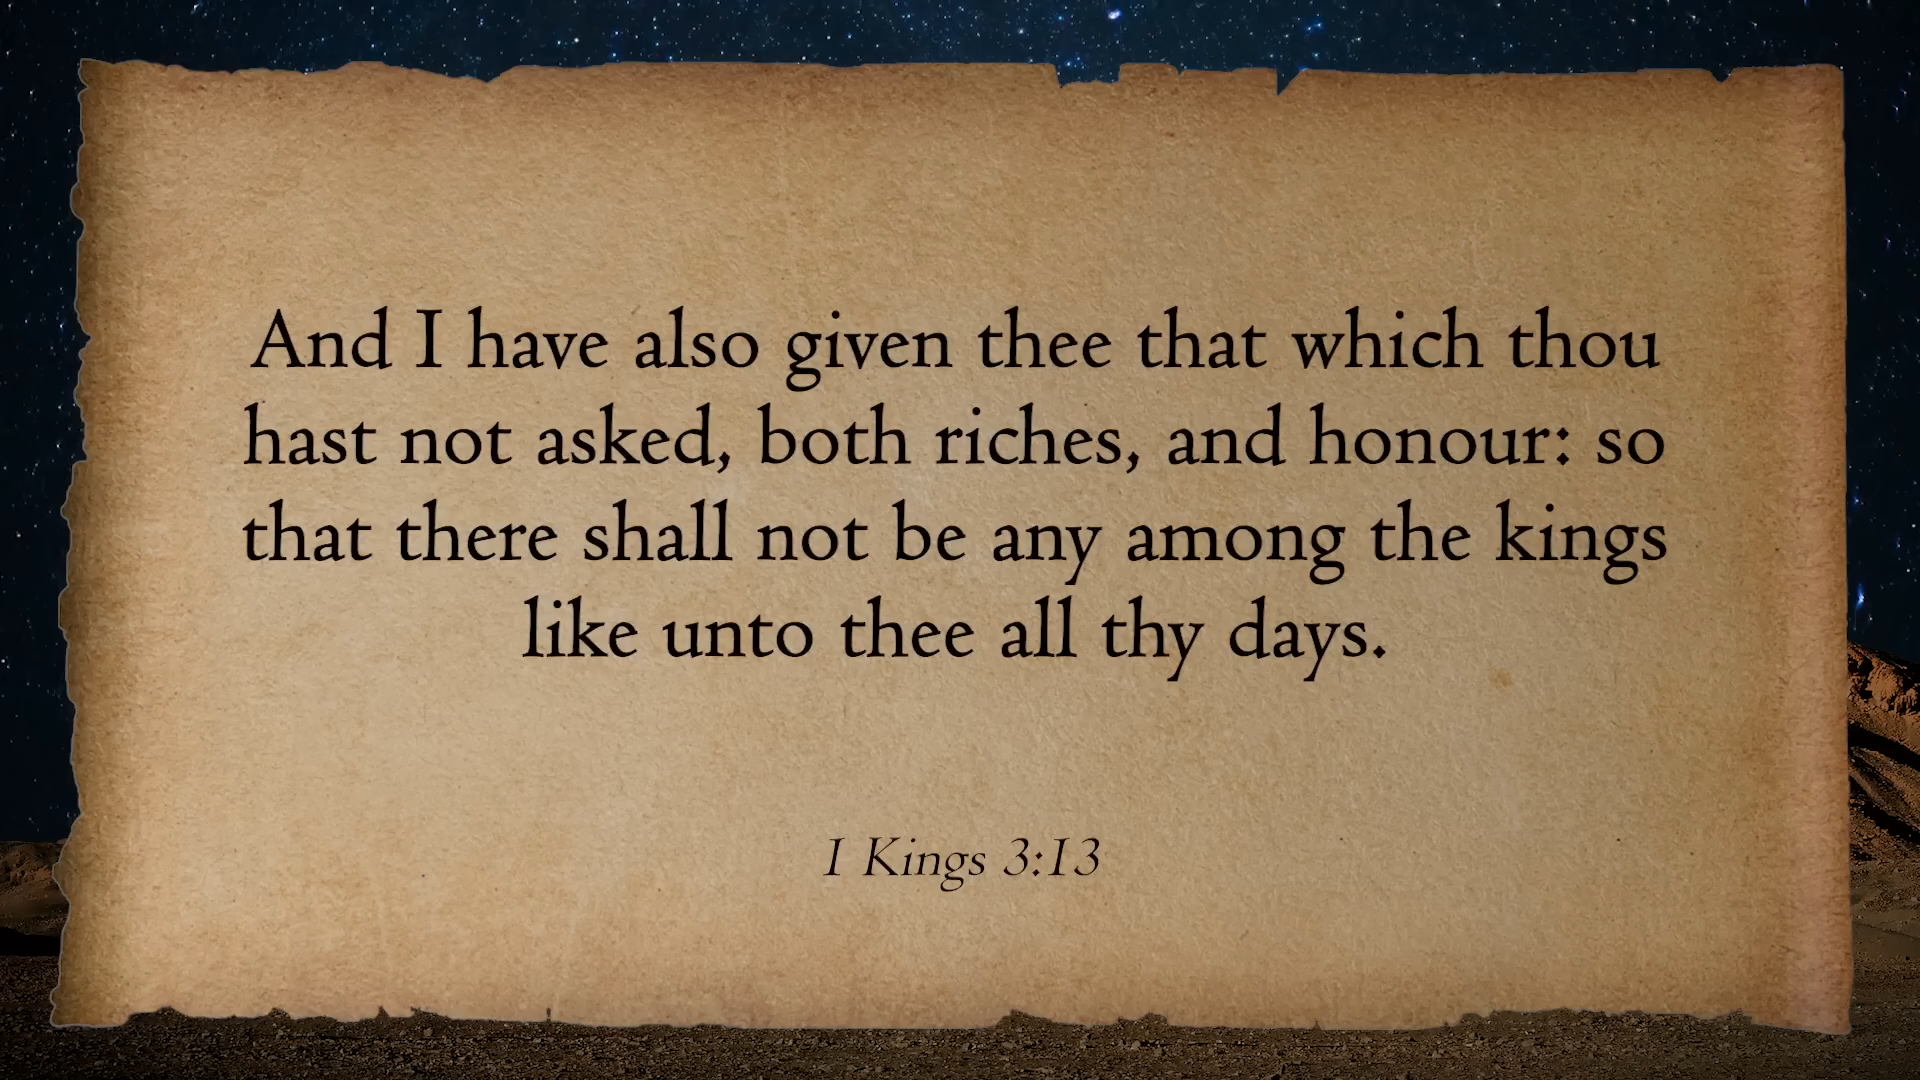 And I have also given thee that which thou
hast not asked, both riches, and honour: so
that there shall not be any among the kings
like unto thee all thy days.
1 Kings 3:13